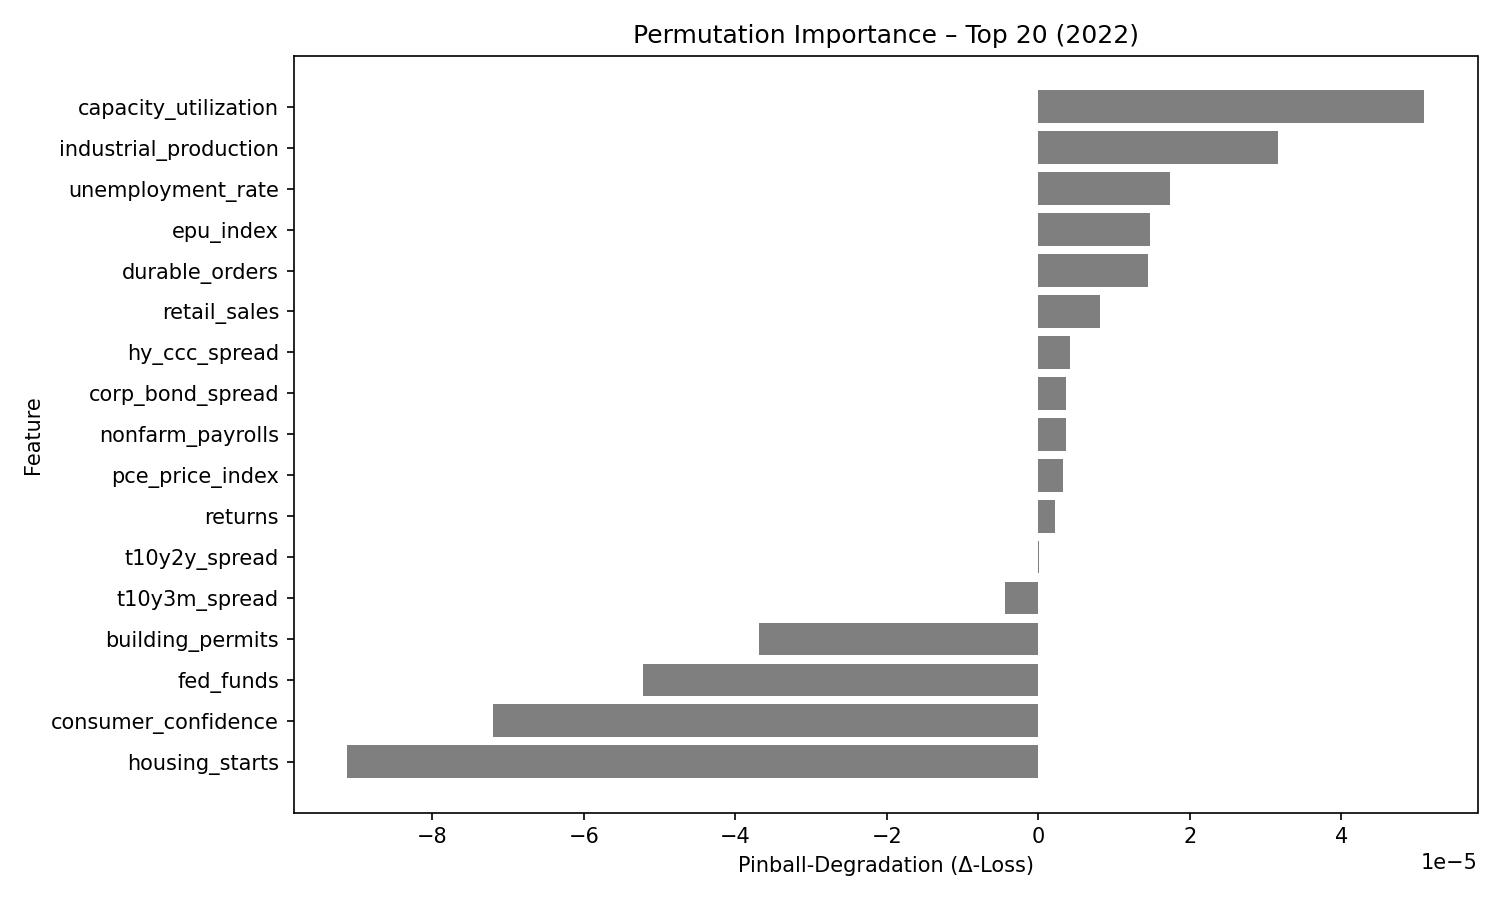 Permutation Importance – Top 20 (2022)
capacity_utilization
industrial_production
unemployment_rate
epu_index
durable_orders
retail_sales
hy_ccc_spread
corp_bond_spread
nonfarm_payrolls
pce_price_index
returns
t10y2y_spread
t10y3m_spread
building_permits
fed_funds
consumer_confidence
housing_starts
Feature
−8 −6 −4 −2 0 2 4
1e−5
Pinball-Degradation (Δ-Loss)